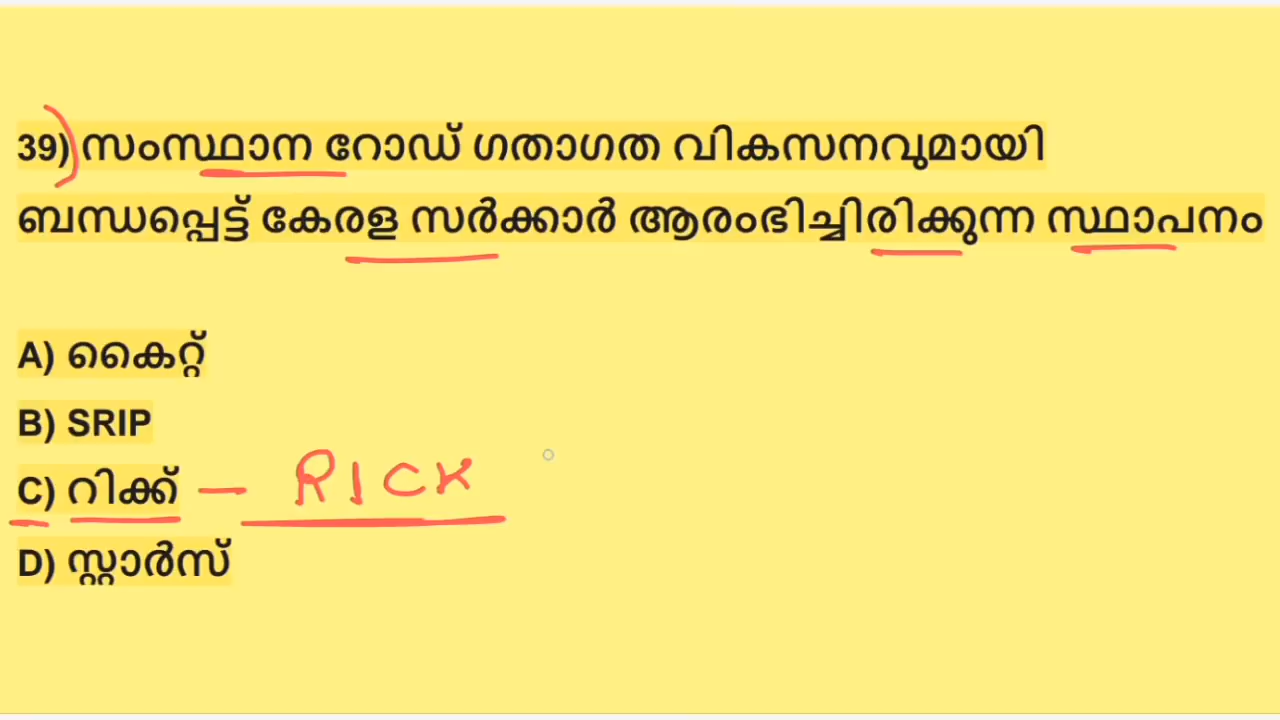 39) സംസ്ഥാന റോഡ് ഗതാഗത വികസനവുമായി
ബന്ധപ്പെട്ട് കേരള സർക്കാർ ആരംഭിച്ചിരിക്കുന്ന സ്ഥാപനം
A) കൈറ്റ്
B) SRIP
C) റിക്ക് - RICK
D) സ്റ്റാർസ്